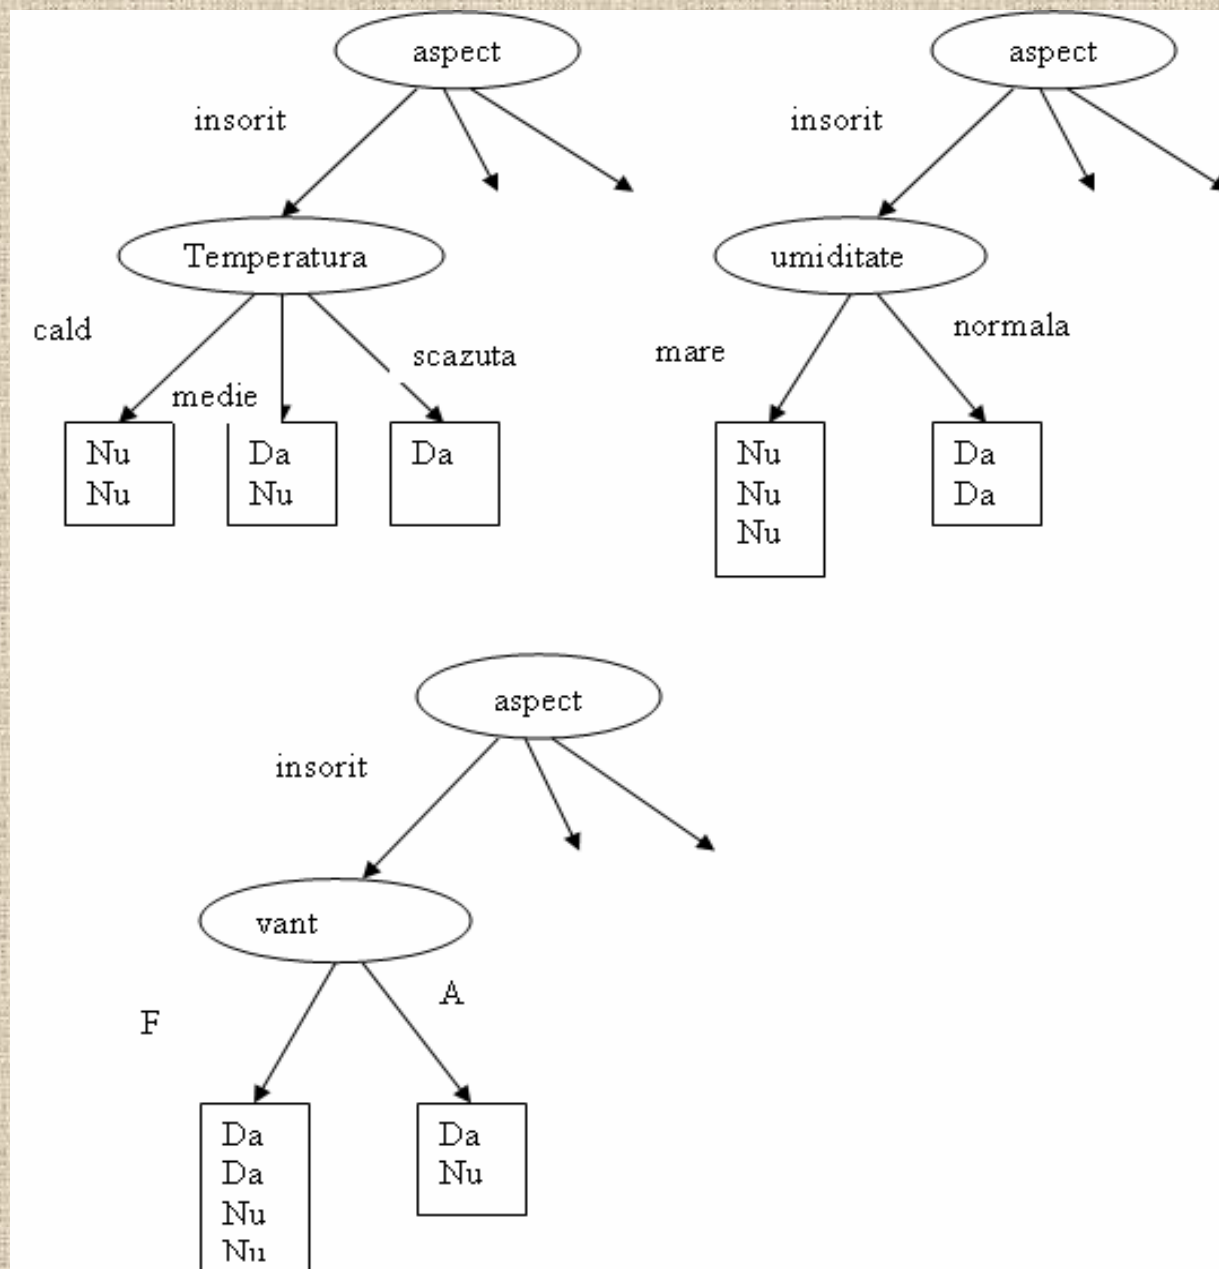 aspect
insorit
Temperatura
cald
medie
scazuta
Nu
Nu
Da
Nu
Da
aspect
insorit
umiditate
mare
normala
Nu
Nu
Nu
Da
Da
aspect
insorit
vant
F
A
Da
Da
Nu
Nu
Da
Nu